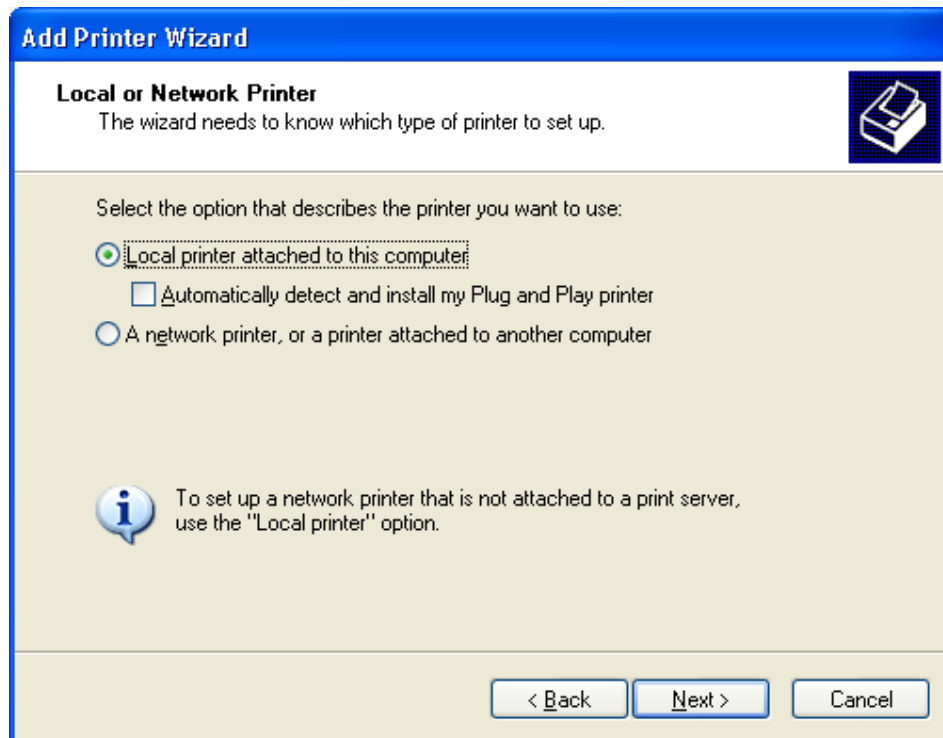 Add Printer Wizard
Local or Network Printer
The wizard needs to know which type of printer to set up.
Select the option that describes the printer you want to use:
Local printer attached to this computer
Automatically detect and install my Plug and Play printer
A network printer, or a printer attached to another computer
To set up a network printer that is not attached to a print server,
use the "Local printer" option.
< Back Next > Cancel